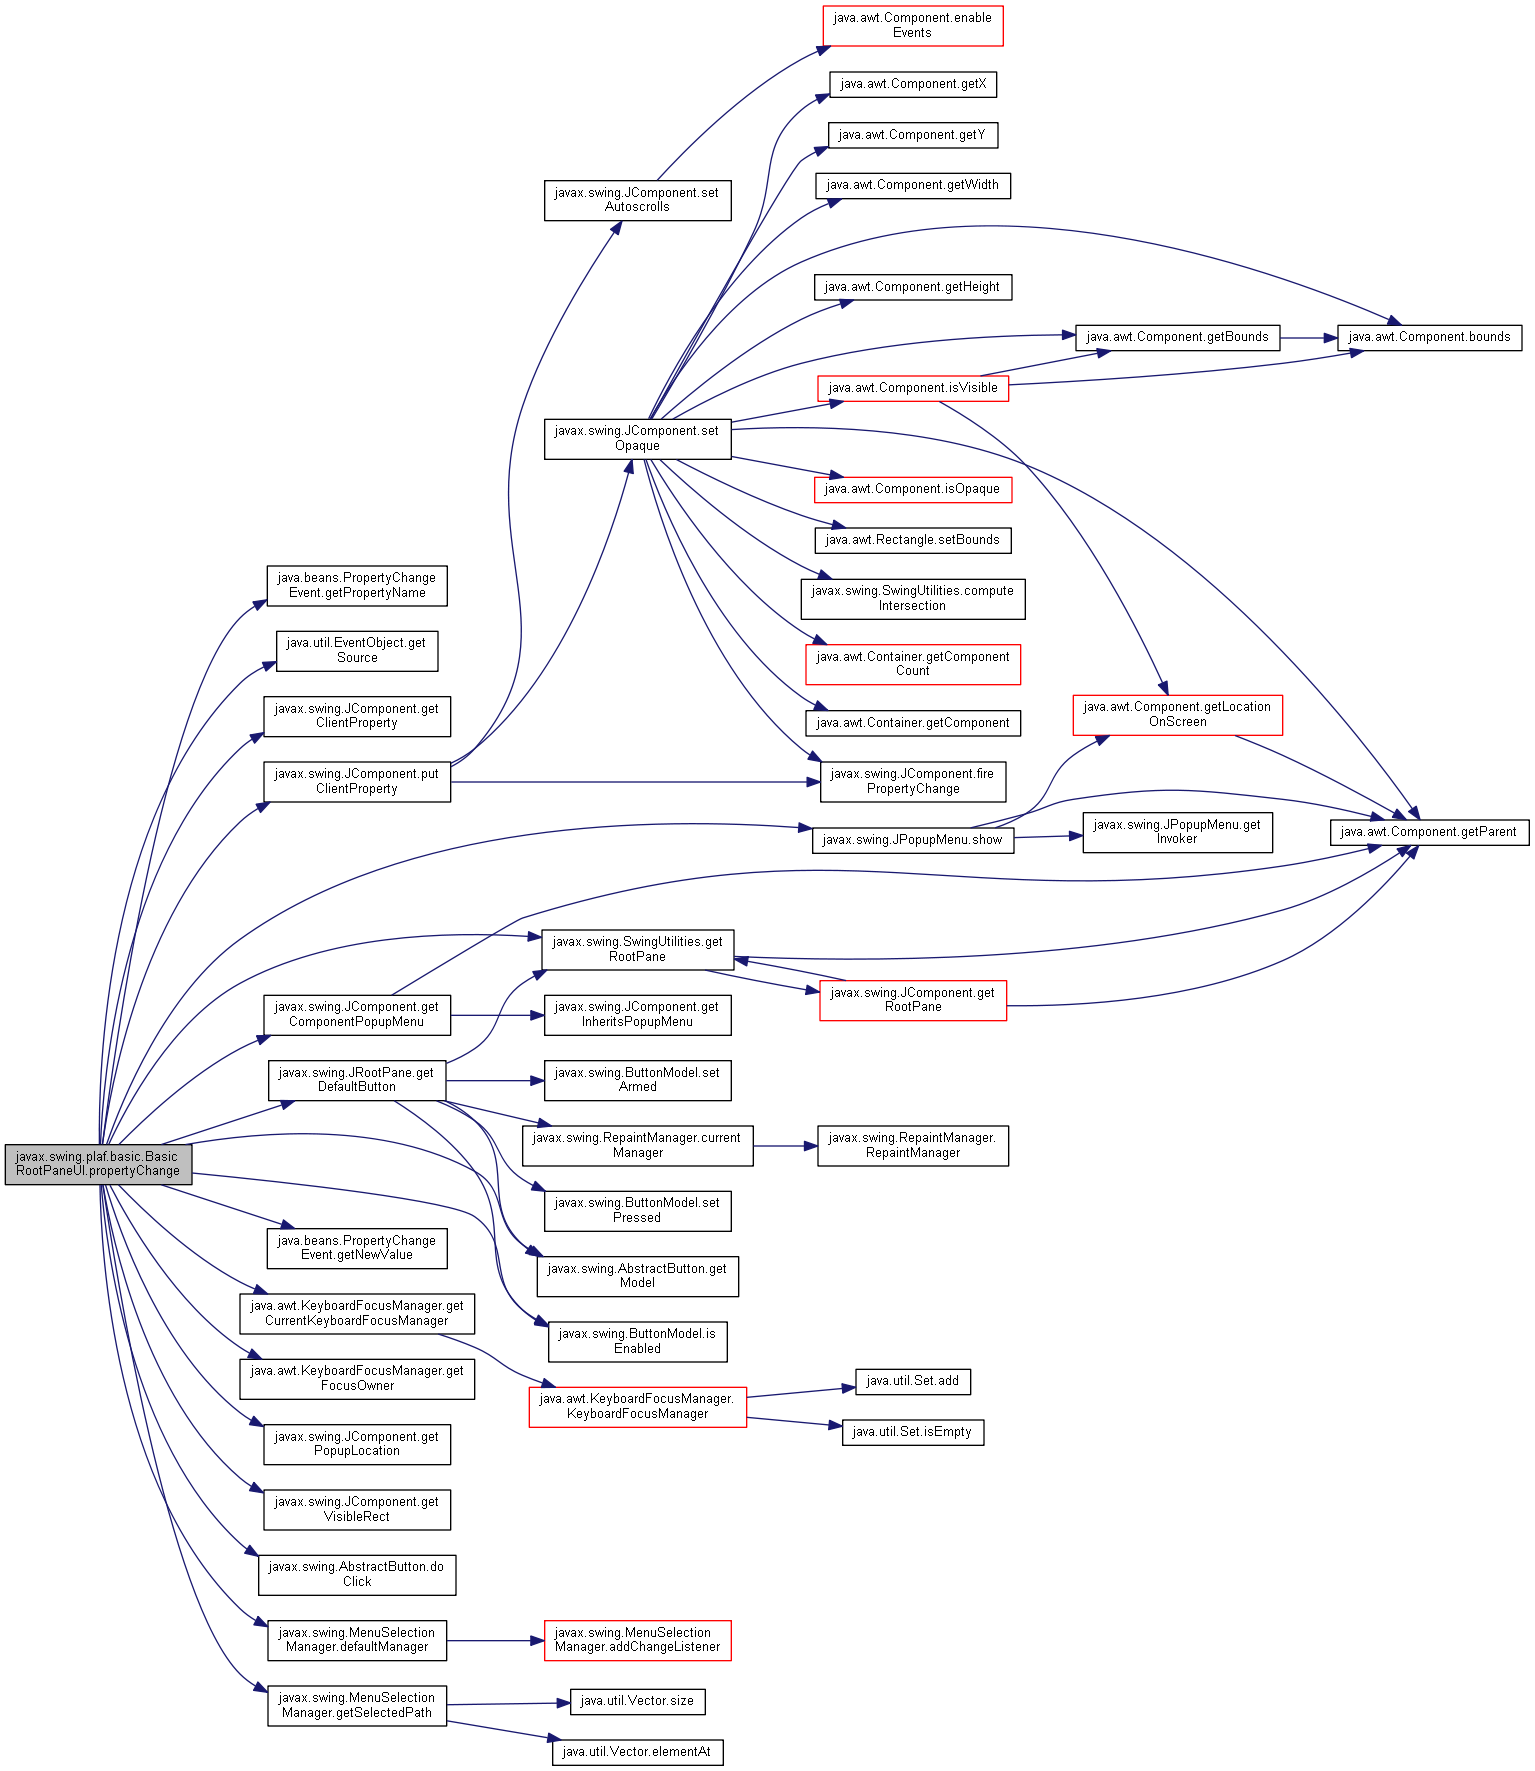 java.awt.Component.enable
Events
java.awt.Component.getX
java.awt.Component.getY
java.awt.Component.getWidth
javax.swing.JComponent.set
Autoscrolls
java.awt.Component.getHeight
java.awt.Component.getBounds
java.awt.Component.bounds
java.awt.Component.isVisible
javax.swing.JComponent.set
Opaque
java.awt.Component.isOpaque
java.awt.Rectangle.setBounds
javax.swing.SwingUtilities.compute
Intersection
java.beans.PropertyChange
Event.getPropertyName
java.util.EventObject.get
Source
java.awt.Container.getComponent
Count
javax.swing.JComponent.get
ClientProperty
java.awt.Container.getComponent
java.awt.Component.getLocation
OnScreen
javax.swing.JComponent.put
ClientProperty
javax.swing.JComponent.fire
PropertyChange
javax.swing.JPopupMenu.show
javax.swing.JPopupMenu.get
Invoker
java.awt.Component.getParent
javax.swing.SwingUtilities.get
RootPane
javax.swing.JComponent.get
RootPane
javax.swing.JComponent.get
ComponentPopupMenu
javax.swing.JComponent.get
InheritsPopupMenu
javax.swing.JRootPane.get
DefaultButton
javax.swing.ButtonModel.set
Armed
javax.swing.RepaintManager.current
Manager
javax.swing.RepaintManager.
RepaintManager
javax.swing.plaf.basic.Basic
RootPaneUI.propertyChange
javax.swing.ButtonModel.set
Pressed
java.beans.PropertyChange
Event.getNewValue
javax.swing.AbstractButton.get
Model
java.awt.KeyboardFocusManager.get
CurrentKeyboardFocusManager
javax.swing.ButtonModel.is
Enabled
java.awt.KeyboardFocusManager.get
FocusOwner
java.awt.KeyboardFocusManager.
KeyboardFocusManager
java.util.Set.add
java.util.Set.isEmpty
javax.swing.JComponent.get
PopupLocation
javax.swing.JComponent.get
VisibleRect
javax.swing.AbstractButton.do
Click
javax.swing.MenuSelection
Manager.defaultManager
javax.swing.MenuSelection
Manager.addChangeListener
javax.swing.MenuSelection
Manager.getSelectedPath
java.util.Vector.size
java.util.Vector.elementAt